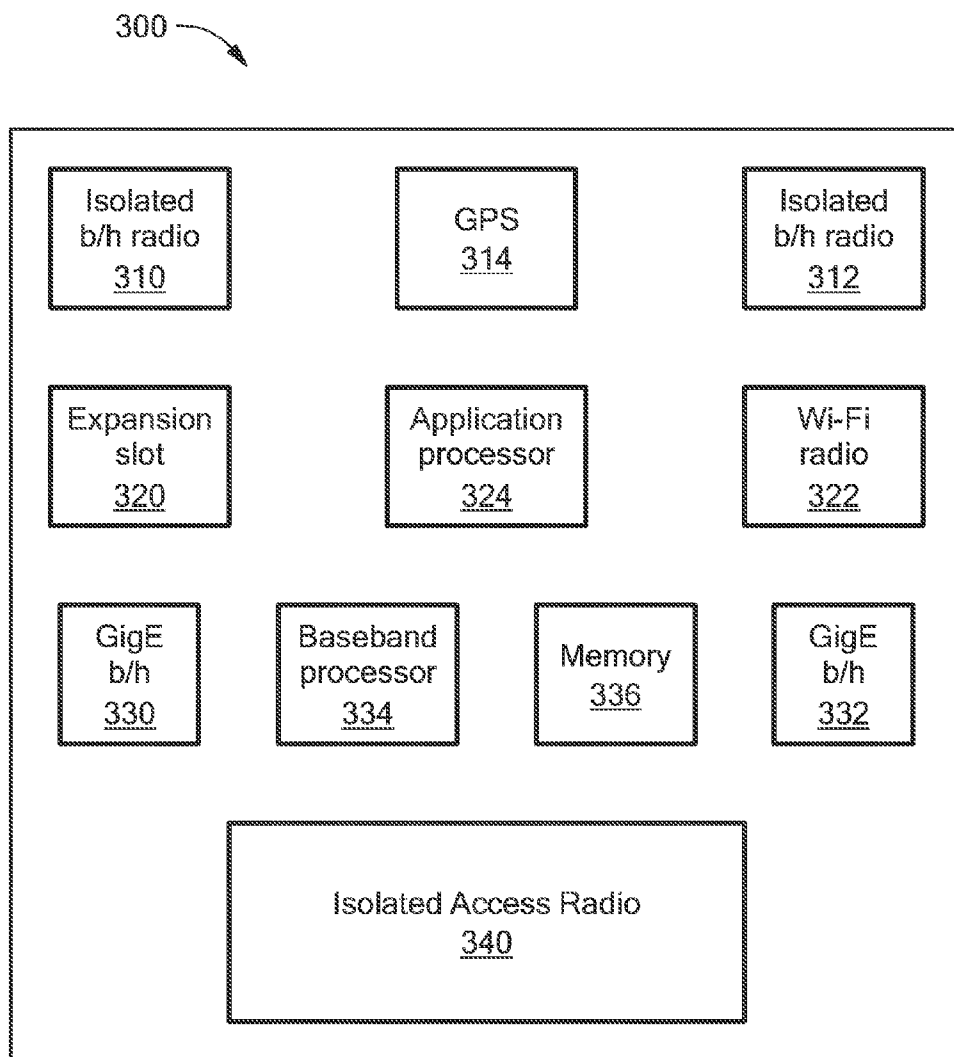 300
Isolated
b/h radio
310
GPS
314
Isolated
b/h radio
312
Expansion
slot
320
Application
processor
324
Wi-Fi
radio
322
GigE
b/h
330
Baseband
processor
334
Memory
336
GigE
b/h
332
Isolated Access Radio
340